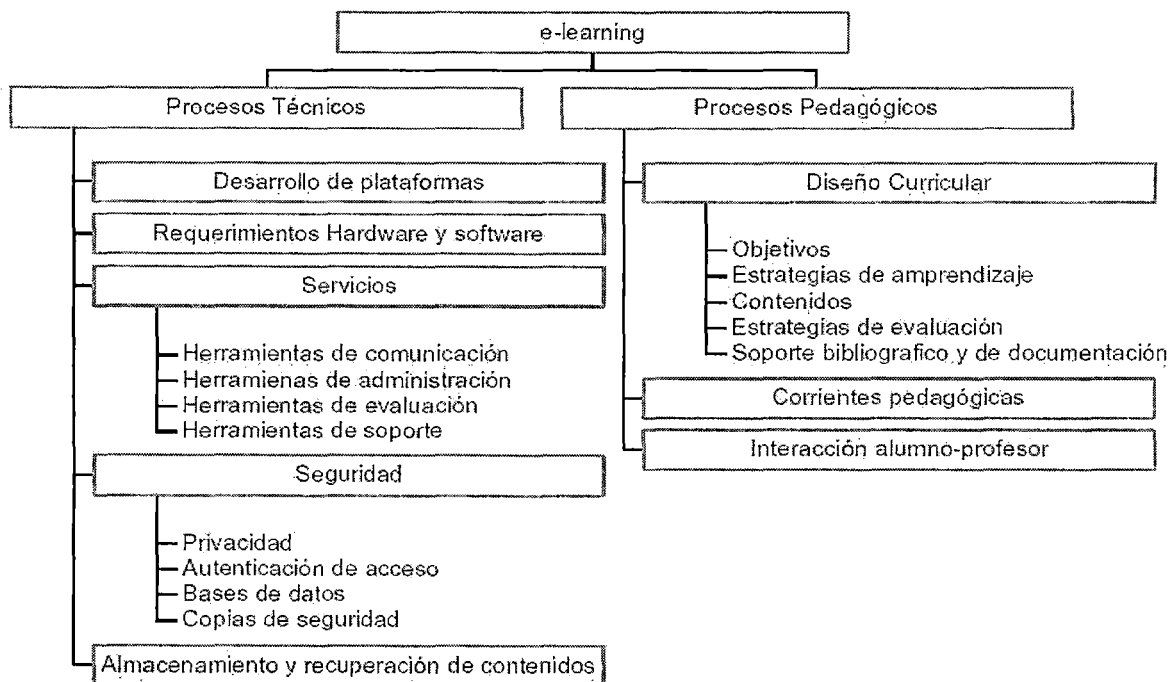 e-learning
Procesos Técnicos
Desarrollo de plataformas
Requerimientos Hardware y software
Servicios
Herramientas de comunicación
Herramienas de administración
Herramientas de evaluación
Herramientas de soporte
Seguridad
Privacidad
Autenticación de acceso
Bases de datos
Copias de seguridad
Almacenamiento y recuperación de contenidos
Procesos Pedagógicos
Diseño Curricular
Objetivos
Estrategias de amprendizaje
Contenidos
Estrategias de evaluación
Soporte bibliografico y de documentación
Corrientes pedagógicas
Interacción alumno-profesor